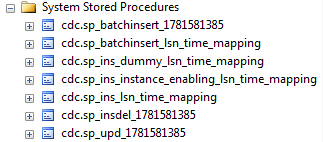 System Stored Procedures
cdc.sp_batchinsert_1781581385
cdc.sp_batchinsert_lsn_time_mapping
cdc.sp_ins_dummy_lsn_time_mapping
cdc.sp_ins_instance_enabling_lsn_time_mapping
cdc.sp_ins_lsn_time_mapping
cdc.sp_insdel_1781581385
cdc.sp_upd_1781581385